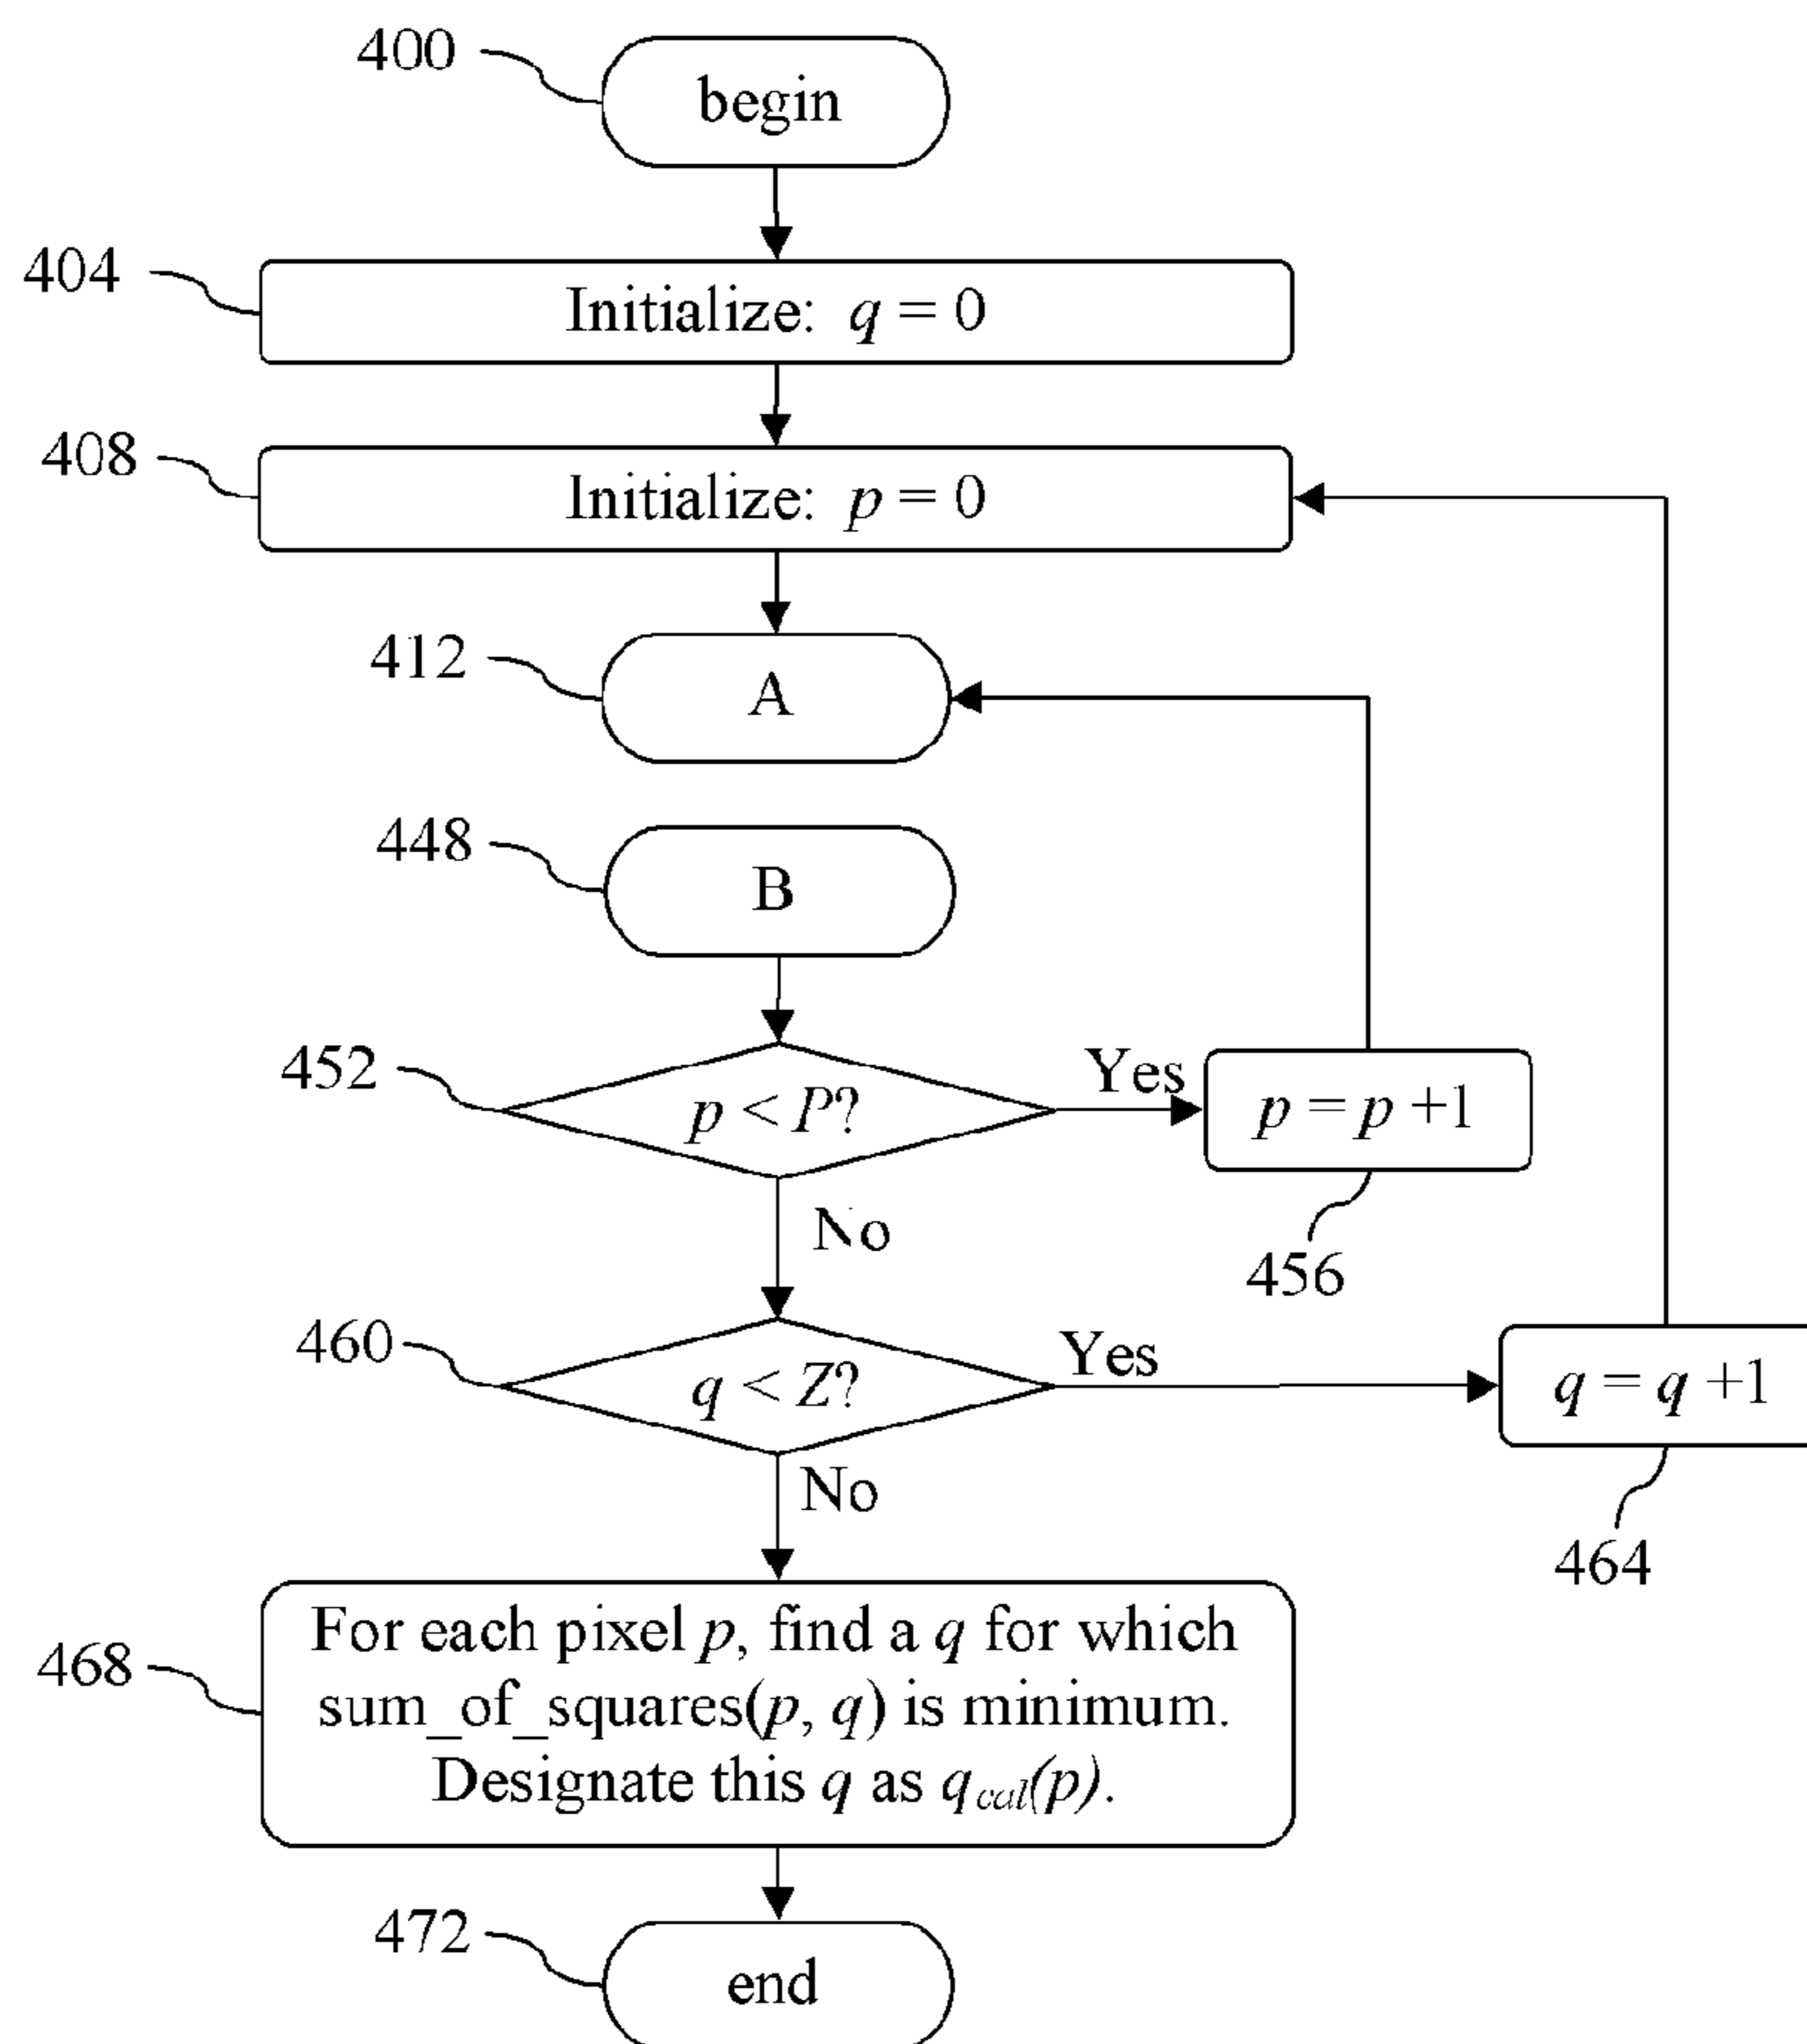 400
begin
404
Initialize: q = 0
408
Initialize: p = 0
412
A
448
B
452
p < P?
Yes
p = p +1
456
No
460
q < Z?
Yes
q = q +1
464
No
468
For each pixel p, find a q for which
sum_of_squares(p, q) is minimum.
Designate this q as qcal(p).
472
end